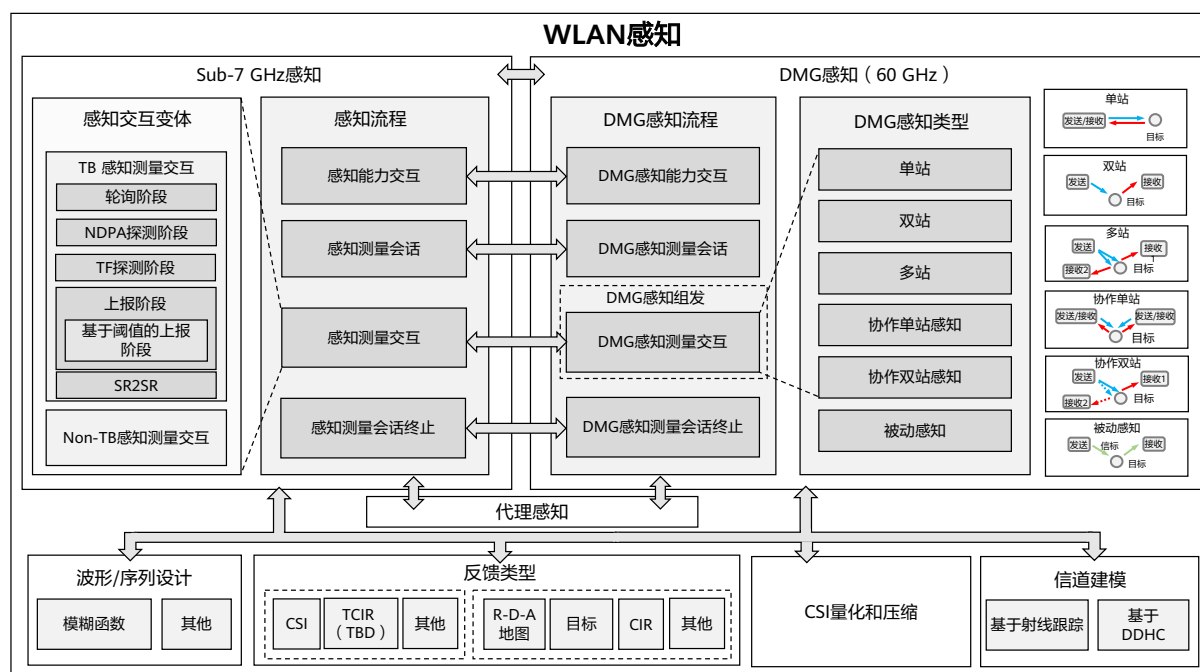 WLAN感知
Sub-7 GHz感知
感知交互变体
TB 感知测量交互
轮询阶段
NDPA探测阶段
TF探测阶段
上报阶段
基于阈值的上报
阶段
SR2SR
Non-TB感知测量交互
感知流程
感知能力交互
感知测量会话
感知测量交互
感知测量会话终止
DMG感知（60 GHz）
DMG感知流程
DMG感知能力交互
DMG感知测量会话
DMG感知组发
DMG感知测量交互
DMG感知测量会话终止
DMG感知类型
单站
双站
多站
协作单站感知
协作双站感知
被动感知
单站
发送/接收
目标
双站
发送
接收
目标
多站
发送
接收
1
接收2
目标
协作单站
发送/接收
发送/接收
目标
协作双站
发送
接收1
接收2
目标
被动感知
发送
信标
接收
目标
代理感知
波形/序列设计
模糊函数
其他
反馈类型
CSI
TCIR
（TBD）
其他
R-D-A
地图
目标
CIR
其他
CSI量化和压缩
信道建模
基于射线跟踪
基于
DDHC